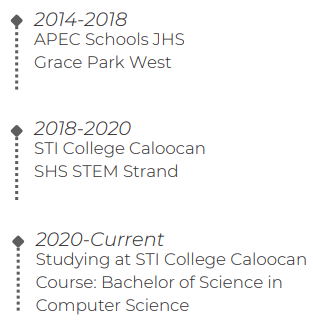 2014-2018
APEC Schools JHS
Grace Park West
2018-2020
STI College Caloocan
SHS STEM Strand
2020-Current
Studying at STI College Caloocan
Course: Bachelor of Science in
Computer Science